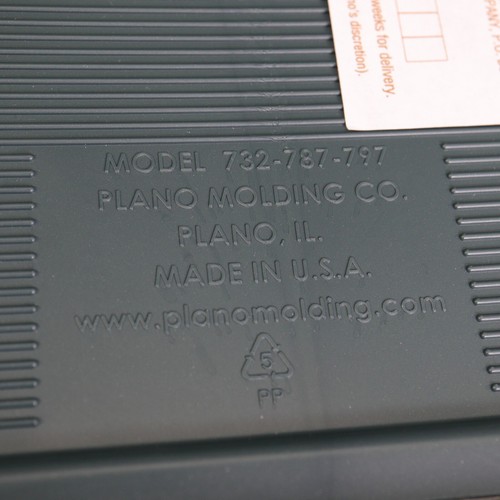 weeks for delivery.
's discretion).
MODEL 732-787-797
PLANO MOLDING CO.
PLANO, IL.
MADE IN U.S.A.
www.planomolding.com
5
PP